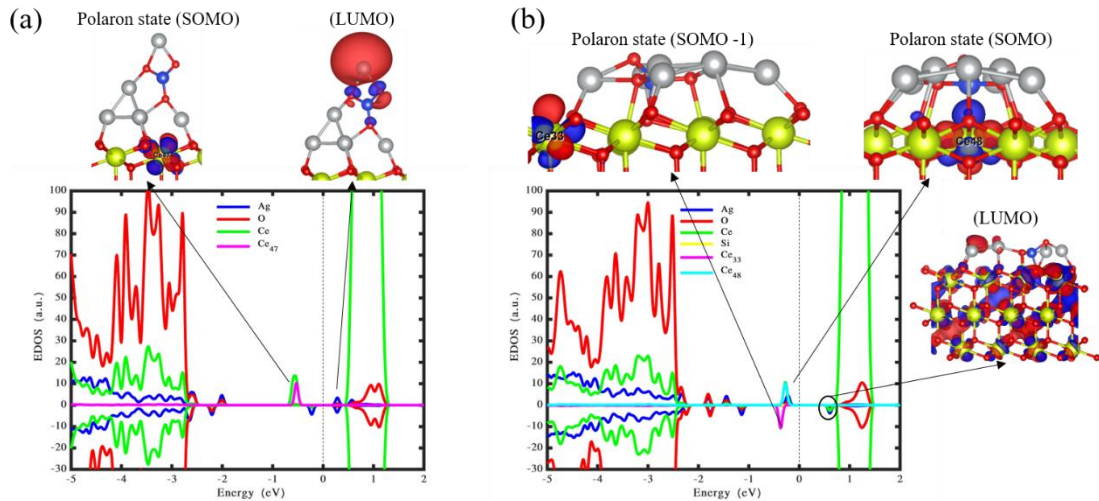 (a)
Polaron state (SOMO)
(LUMO)
EDOS (a.u.)
100
90
80
70
60
50
40
30
20
10
0
-10
-20
-30
Ag
O
Ce
Ce47
-5
-4
-3
-2
-1
0
1
2
Energy (eV)
(b)
Polaron state (SOMO -1)
Polaron state (SOMO)
Ce33
Ce48
(LUMO)
EDOS (a.u.)
100
90
80
70
60
50
40
30
20
10
0
-10
-20
-30
Ag
O
Ce
Si
Ce33
Ce48
-5
-4
-3
-2
-1
0
1
2
Energy (eV)